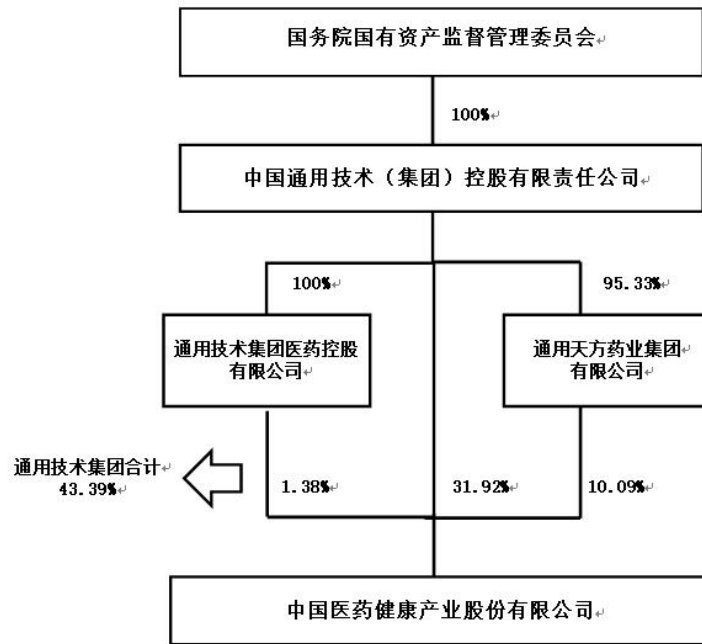 国务院国有资产监督管理委员会
100%
中国通用技术（集团）控股有限责任公司
100%
95.33%
通用技术集团医药控股
有限公司
通用天方药业集团
有限公司
通用技术集团合计
43.39%
1.38%
31.92%
10.09%
中国医药健康产业股份有限公司